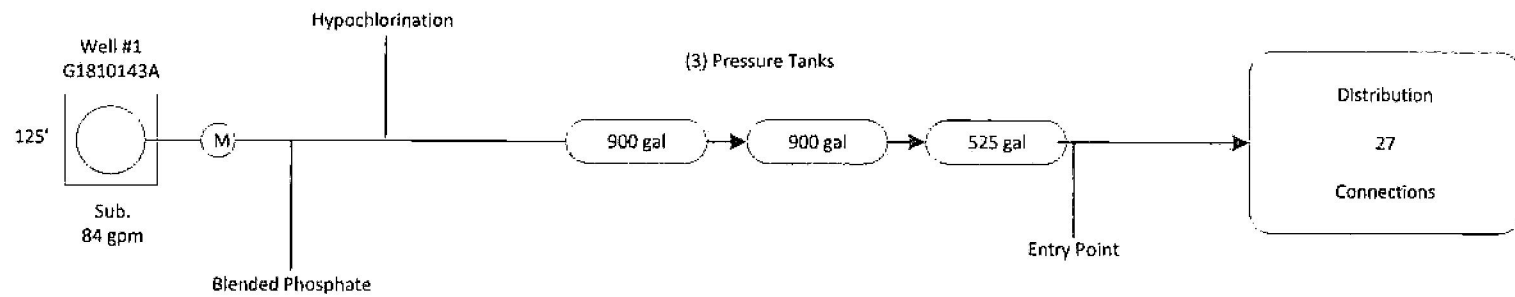 Hypochlorination
Well #1
G1810143A
(3) Pressure Tanks
125'
M
900 gal
900 gal
525 gal
Distribution
27
Connections
Sub.
84 gpm
Entry Point
Blended Phosphate